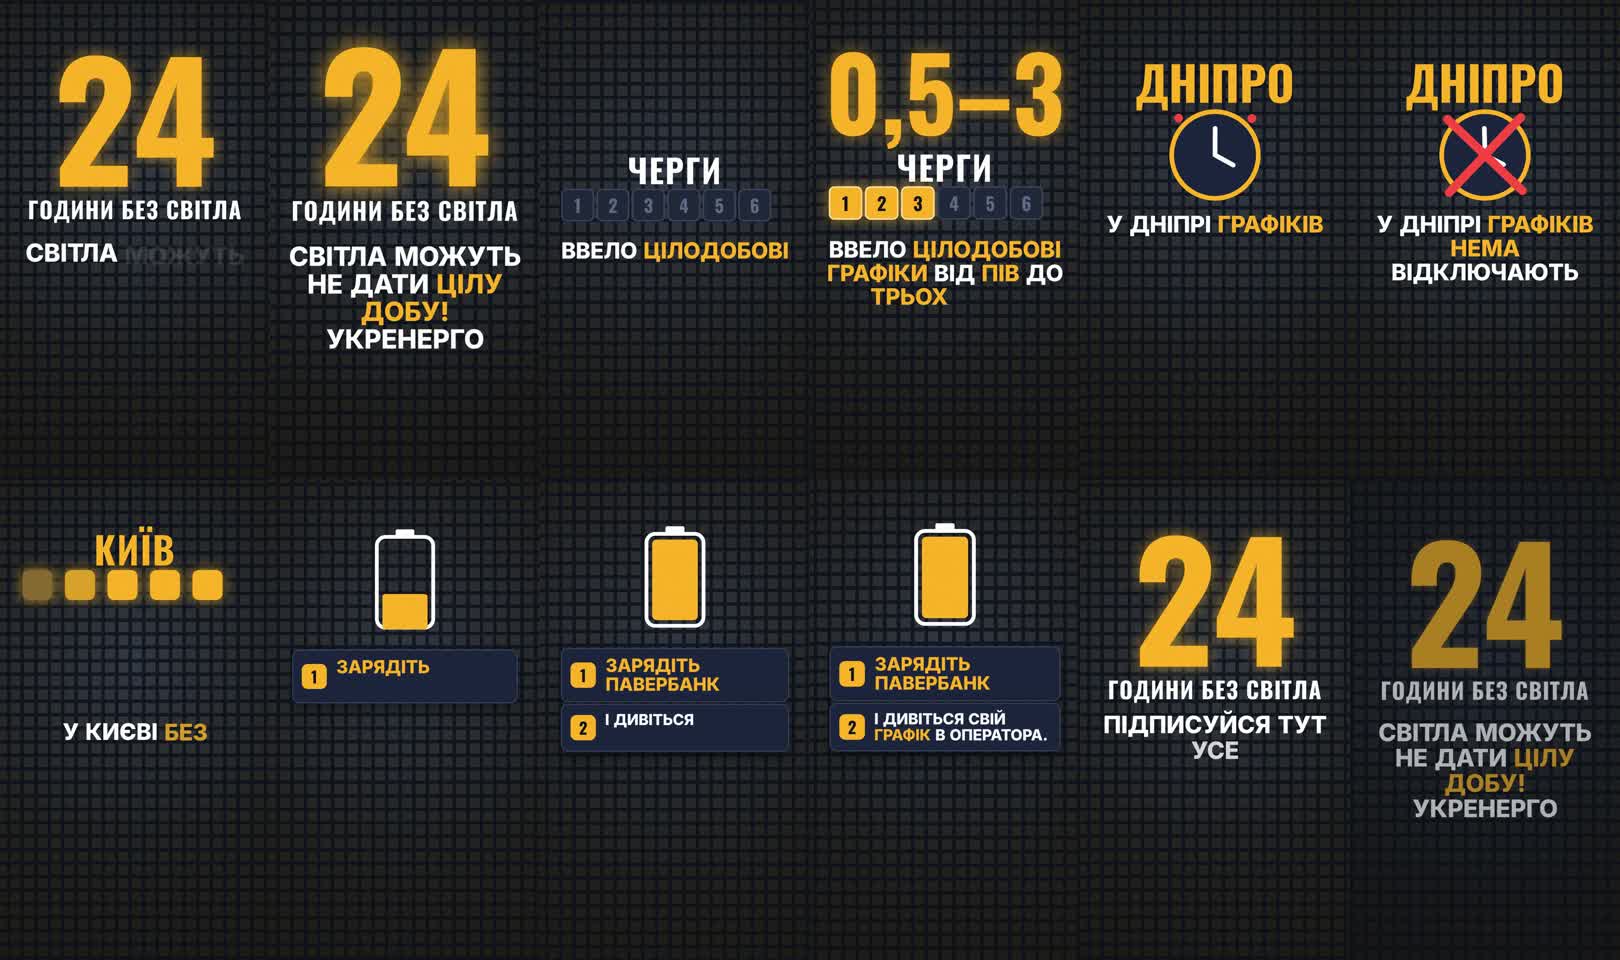 24
ГОДИНИ БЕЗ СВІТЛА
СВІТЛА МОЖУТЬ
24
ГОДИНИ БЕЗ СВІТЛА
СВІТЛА МОЖУТЬ
НЕ ДАТИ ЦІЛУ
ДОБУ!
УКРЕНЕРГО
ЧЕРГИ
1 2 3 4 5 6
ВВЕЛО ЦІЛОДОБОВІ
0,5–3
ЧЕРГИ
1 2 3 4 5 6
ВВЕЛО ЦІЛОДОБОВІ
ГРАФІКИ ВІД ПІВ ДО
ТРЬОХ
ДНІПРО
У ДНІПРІ ГРАФІКІВ
ДНІПРО
У ДНІПРІ ГРАФІКІВ
НЕМА
ВІДКЛЮЧАЮТЬ
КИЇВ
У КИЄВІ БЕЗ
1 ЗАРЯДІТЬ
1 ЗАРЯДІТЬ
ПАВЕРБАНК
2 І ДИВІТЬСЯ
1 ЗАРЯДІТЬ
ПАВЕРБАНК
2 І ДИВІТЬСЯ СВІЙ
ГРАФІК В ОПЕРАТОРА.
24
ГОДИНИ БЕЗ СВІТЛА
ПІДПИСУЙСЯ ТУТ
УСЕ
24
ГОДИНИ БЕЗ СВІТЛА
СВІТЛА МОЖУТЬ
НЕ ДАТИ ЦІЛУ
ДОБУ!
УКРЕНЕРГО